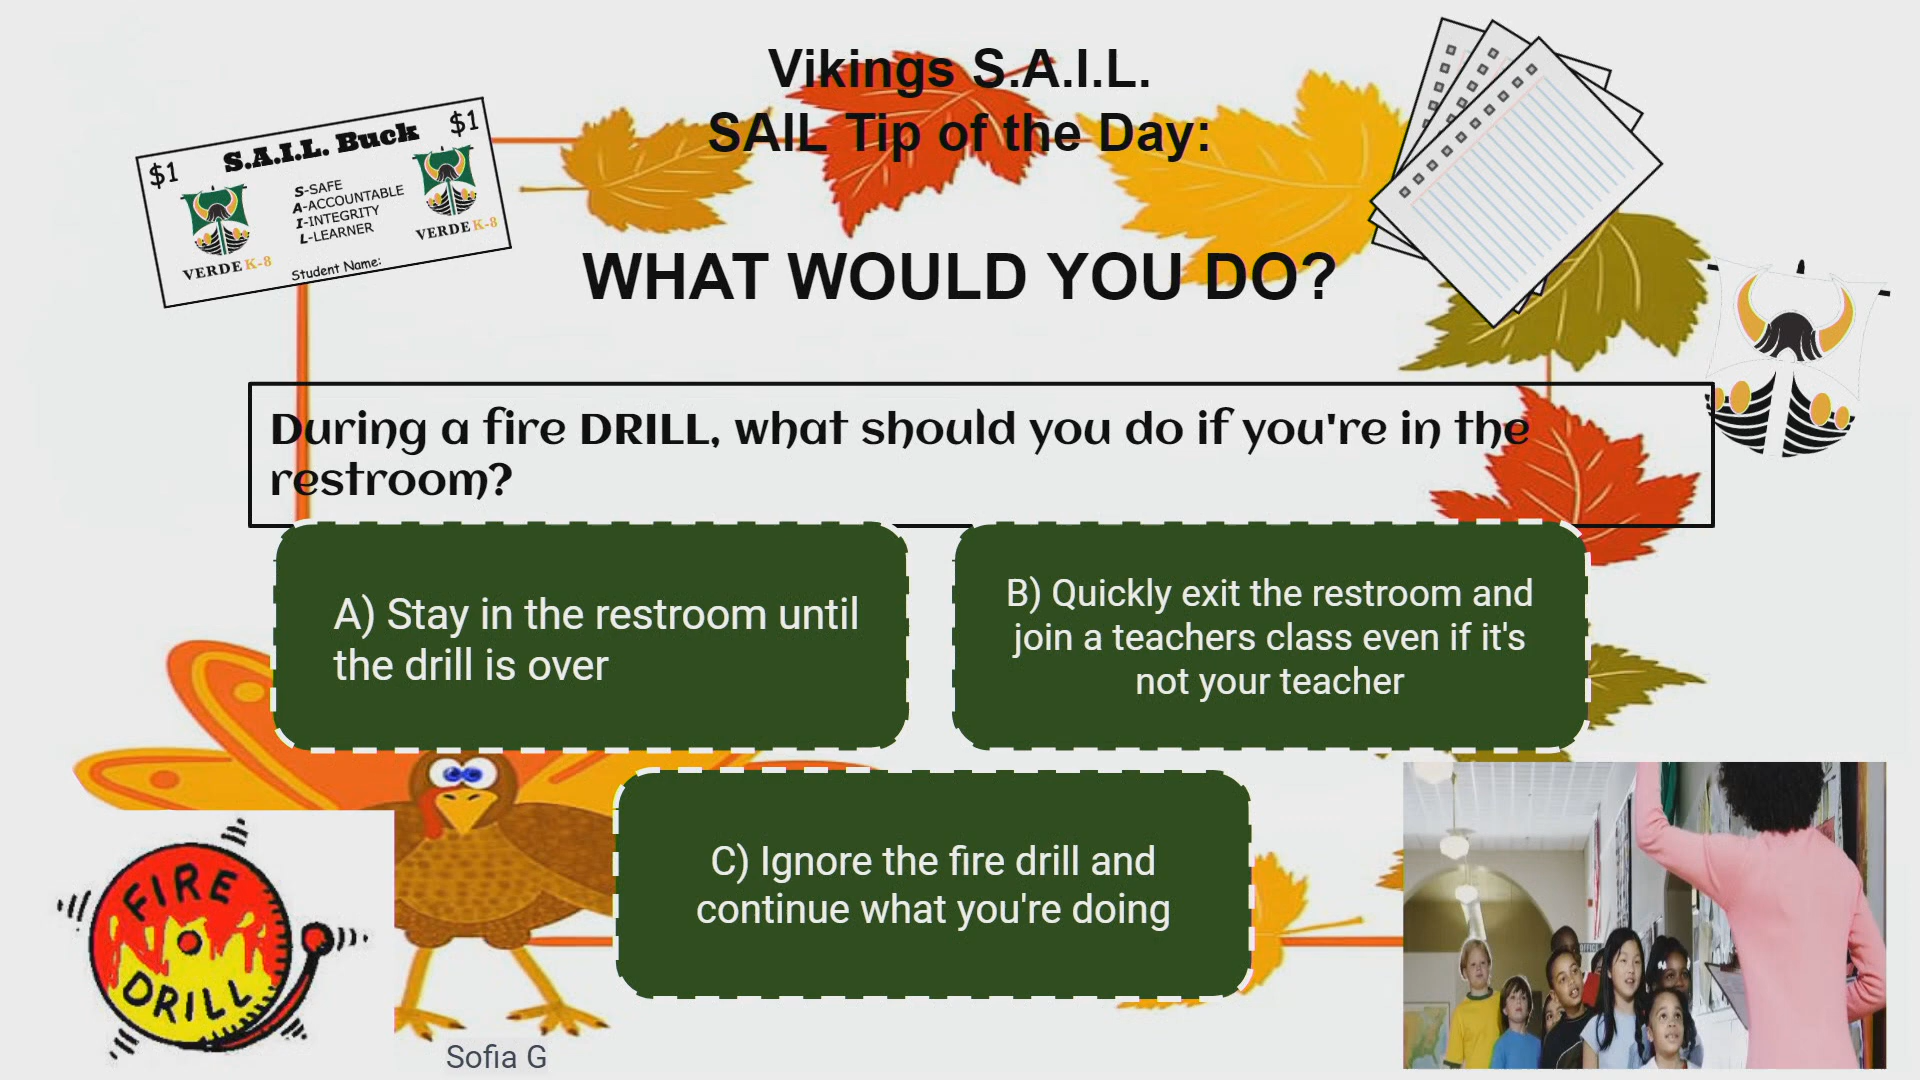 Vikings S.A.I.L.
SAIL Tip of the Day:
$1
S.A.I.L. Buck
$1
S-SAFE
A-ACCOUNTABLE
I-INTEGRITY
L-LEARNER
VERDE K-8
VERDE K-8
Student Name:
WHAT WOULD YOU DO?
During a fire DRILL, what should you do if you're in the
restroom?
A) Stay in the restroom until
the drill is over
B) Quickly exit the restroom and
join a teachers class even if it's
not your teacher
C) Ignore the fire drill and
continue what you're doing
FIRE
DRILL
OFFICE
Sofia G